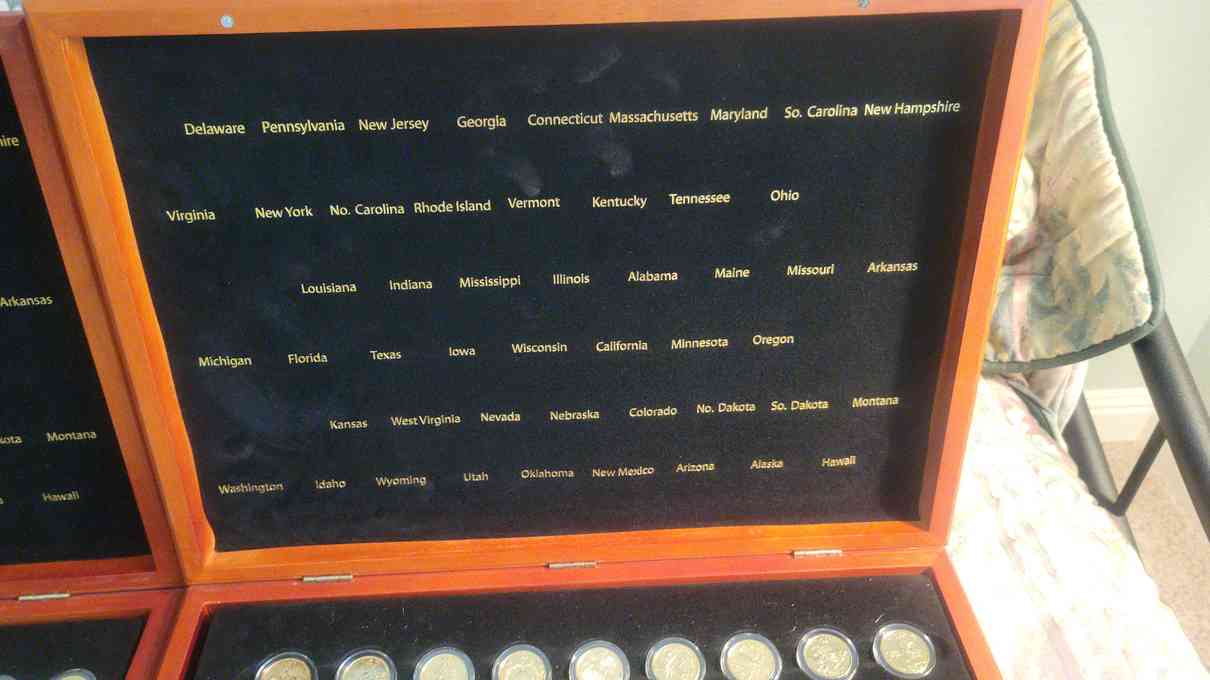 Delaware Pennsylvania New Jersey Georgia Connecticut Massachusetts Maryland So. Carolina New Hampshire
Virginia New York No. Carolina Rhode Island Vermont Kentucky Tennessee Ohio
Louisiana Indiana Mississippi Illinois Alabama Maine Missouri Arkansas
Michigan Florida Texas Iowa Wisconsin California Minnesota Oregon
Kansas West Virginia Nevada Nebraska Colorado No. Dakota So. Dakota Montana
Washington Idaho Wyoming Utah Oklahoma New Mexico Arizona Alaska Hawaii
hire
Arkansas
kota Montana
Hawaii